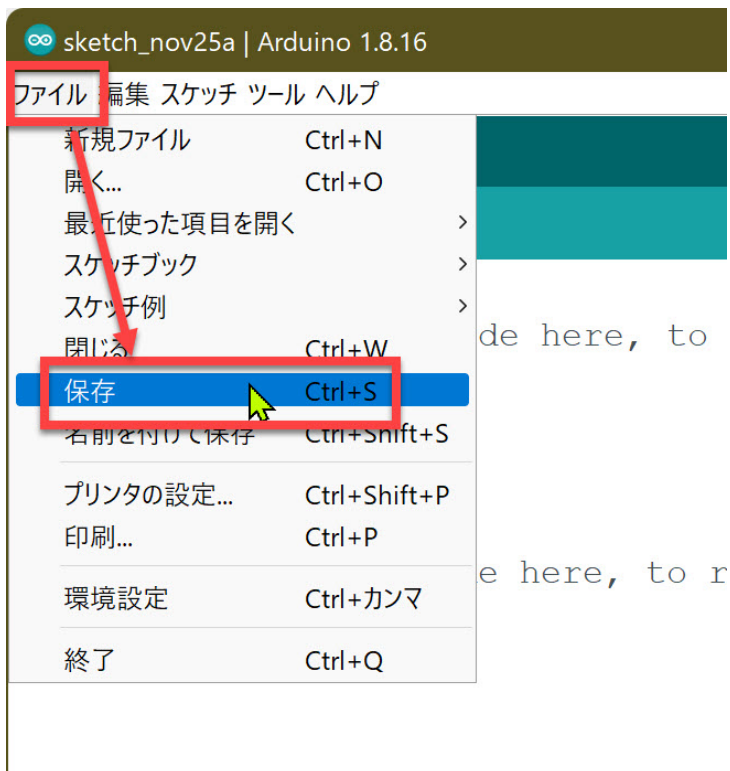 sketch_nov25a | Arduino 1.8.16
ファイル 編集 スケッチ ツール ヘルプ
新規ファイル Ctrl+N
開く... Ctrl+O
最近使った項目を開く
スケッチブック
スケッチ例
閉じる Ctrl+W
de here, to
保存 Ctrl+S
名前を付けて保存 Ctrl+Shift+S
プリンタの設定... Ctrl+Shift+P
印刷... Ctrl+P
e here, to r
環境設定 Ctrl+カンマ
終了 Ctrl+Q